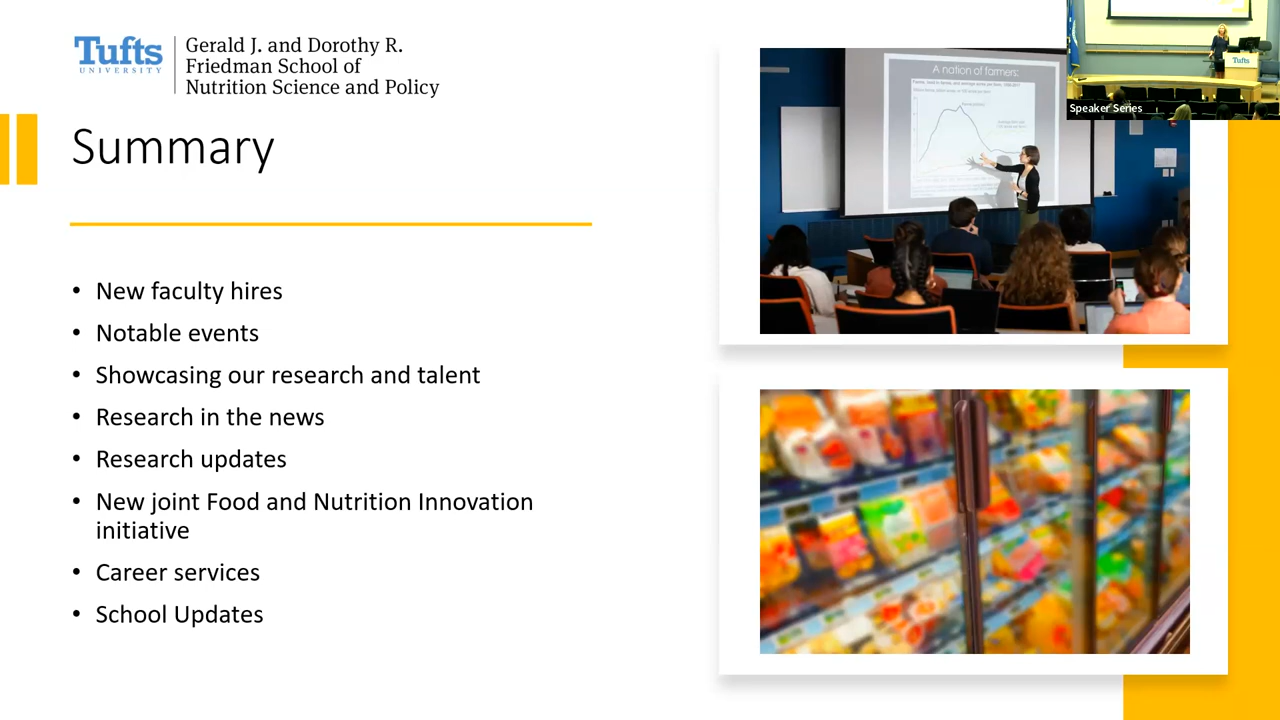 Tufts
UNIVERSITY
Gerald J. and Dorothy R.
Friedman School of
Nutrition Science and Policy
Summary
• New faculty hires
• Notable events
• Showcasing our research and talent
• Research in the news
• Research updates
• New joint Food and Nutrition Innovation
initiative
• Career services
• School Updates
A nation of farmers:
Tufts
Speaker Series